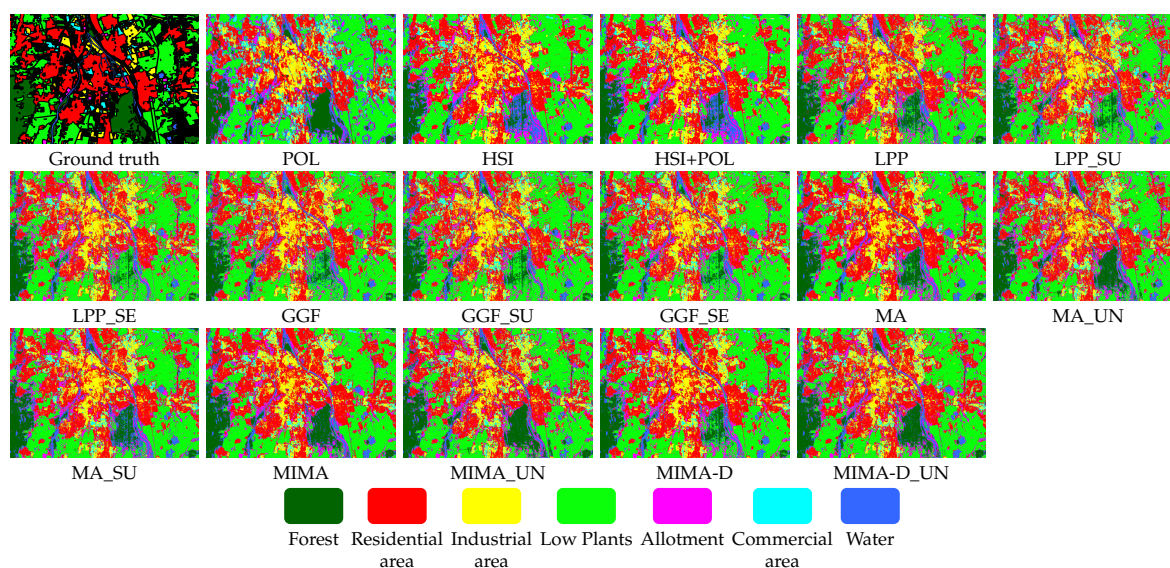 Ground truth POL HSI HSI+POL LPP LPP_SU
LPP_SE GGF GGF_SU GGF_SE MA MA_UN
MA_SU MIMA MIMA_UN MIMA-D MIMA-D_UN
Forest Residential Industrial Low Plants Allotment Commercial Water
area area area